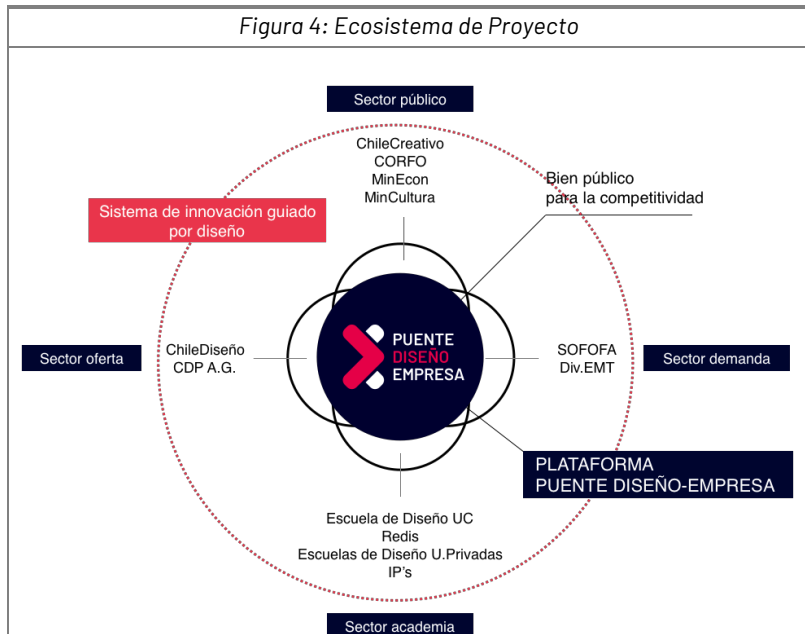 Figura 4: Ecosistema de Proyecto
Sector público
ChileCreativo
CORFO
MinEcon
MinCultura
Bien público
para la competitividad
Sistema de innovación guiado
por diseño
Sector oferta
ChileDiseño
CDP A.G.
PUENTE
DISEÑO
EMPRESA
SOFOFA
Div.EMT
Sector demanda
PLATAFORMA
PUENTE DISEÑO-EMPRESA
Escuela de Diseño UC
Redis
Escuelas de Diseño U.Privadas
IP's
Sector academia